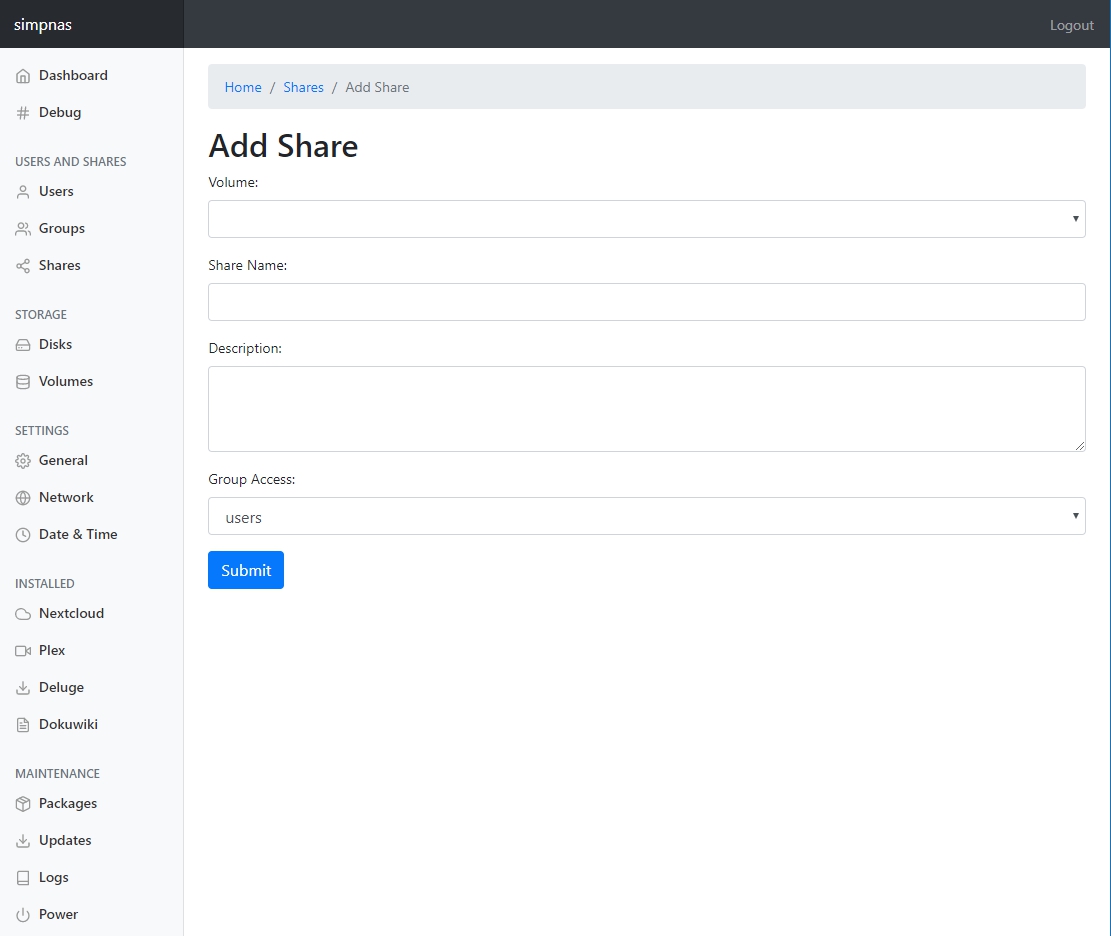 simpnas
Logout
Dashboard
Debug
USERS AND SHARES
Users
Groups
Shares
STORAGE
Disks
Volumes
SETTINGS
General
Network
Date & Time
INSTALLED
Nextcloud
Plex
Deluge
Dokuwiki
MAINTENANCE
Packages
Updates
Logs
Power
Home / Shares / Add Share
Add Share
Volume:
Share Name:
Description:
Group Access:
users
Submit